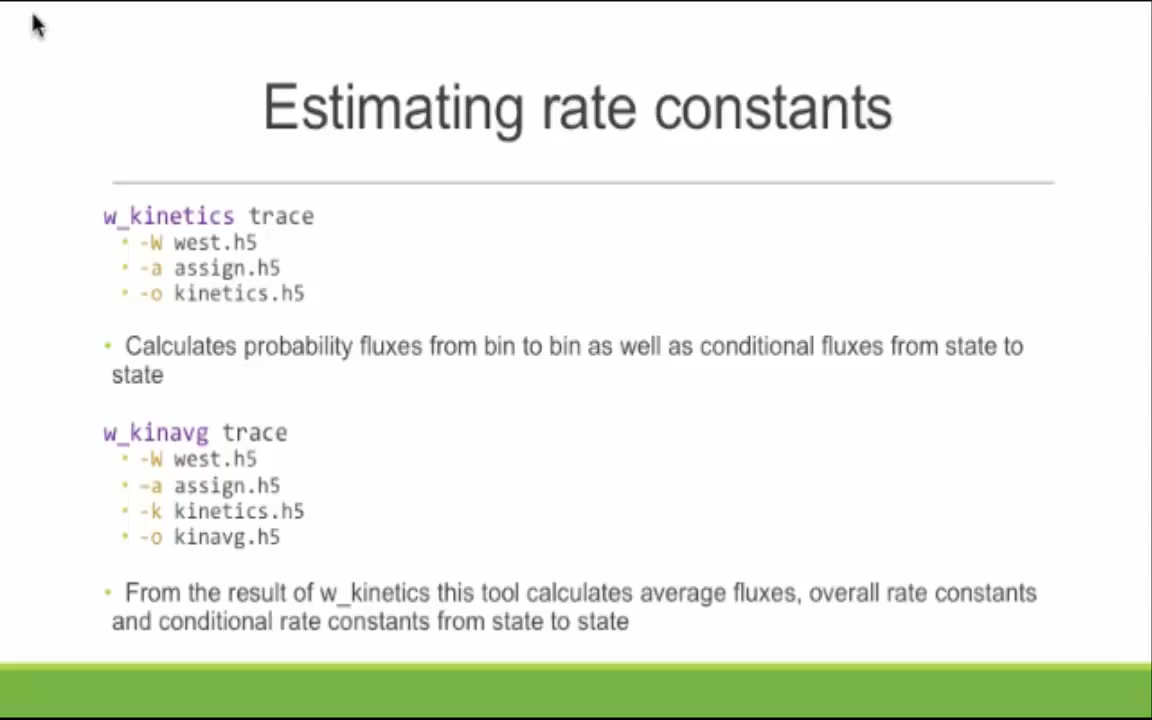 Estimating rate constants
w_kinetics trace
• -W west.h5
• -a assign.h5
• -o kinetics.h5
• Calculates probability fluxes from bin to bin as well as conditional fluxes from state to
state
w_kinavg trace
• -W west.h5
• –a assign.h5
• -k kinetics.h5
• -o kinavg.h5
• From the result of w_kinetics this tool calculates average fluxes, overall rate constants
and conditional rate constants from state to state